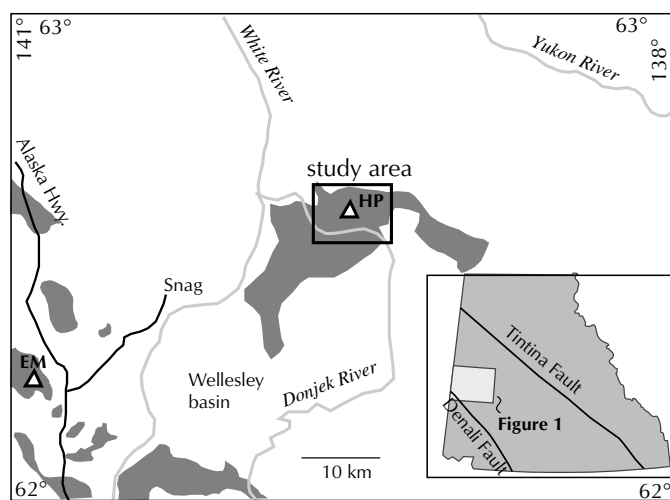 141°
63°
63°
138°
White River
Yukon River
Alaska Hwy.
study area
HP
Snag
EM
Wellesley
basin
Donjek River
Tintina Fault
Denali Fault
Figure 1
10 km
62°
62°